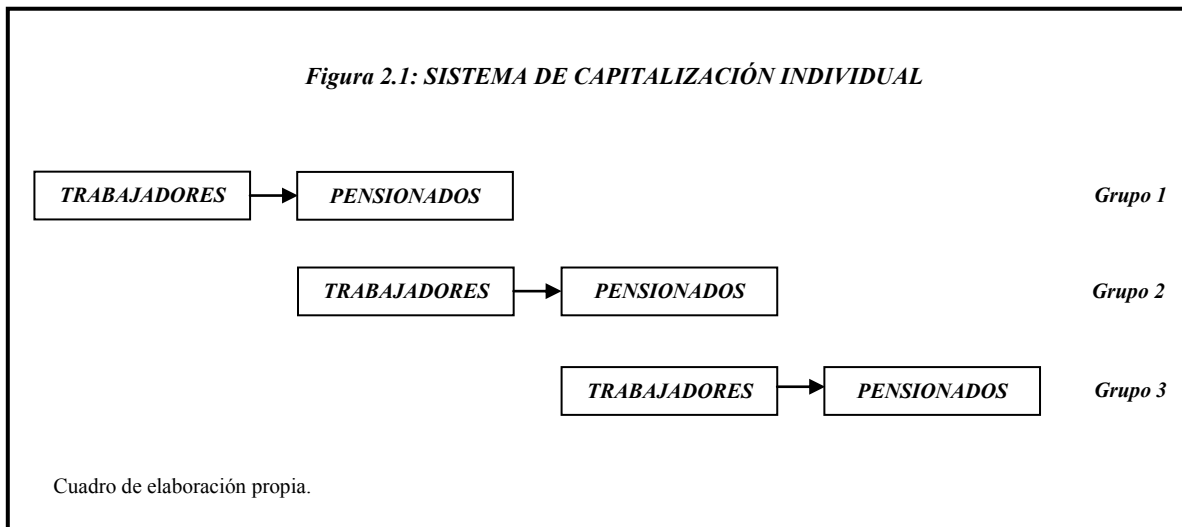 Figura 2.1: SISTEMA DE CAPITALIZACIÓN INDIVIDUAL
TRABAJADORES PENSIONADOS Grupo 1
TRABAJADORES PENSIONADOS Grupo 2
TRABAJADORES PENSIONADOS Grupo 3
Cuadro de elaboración propia.